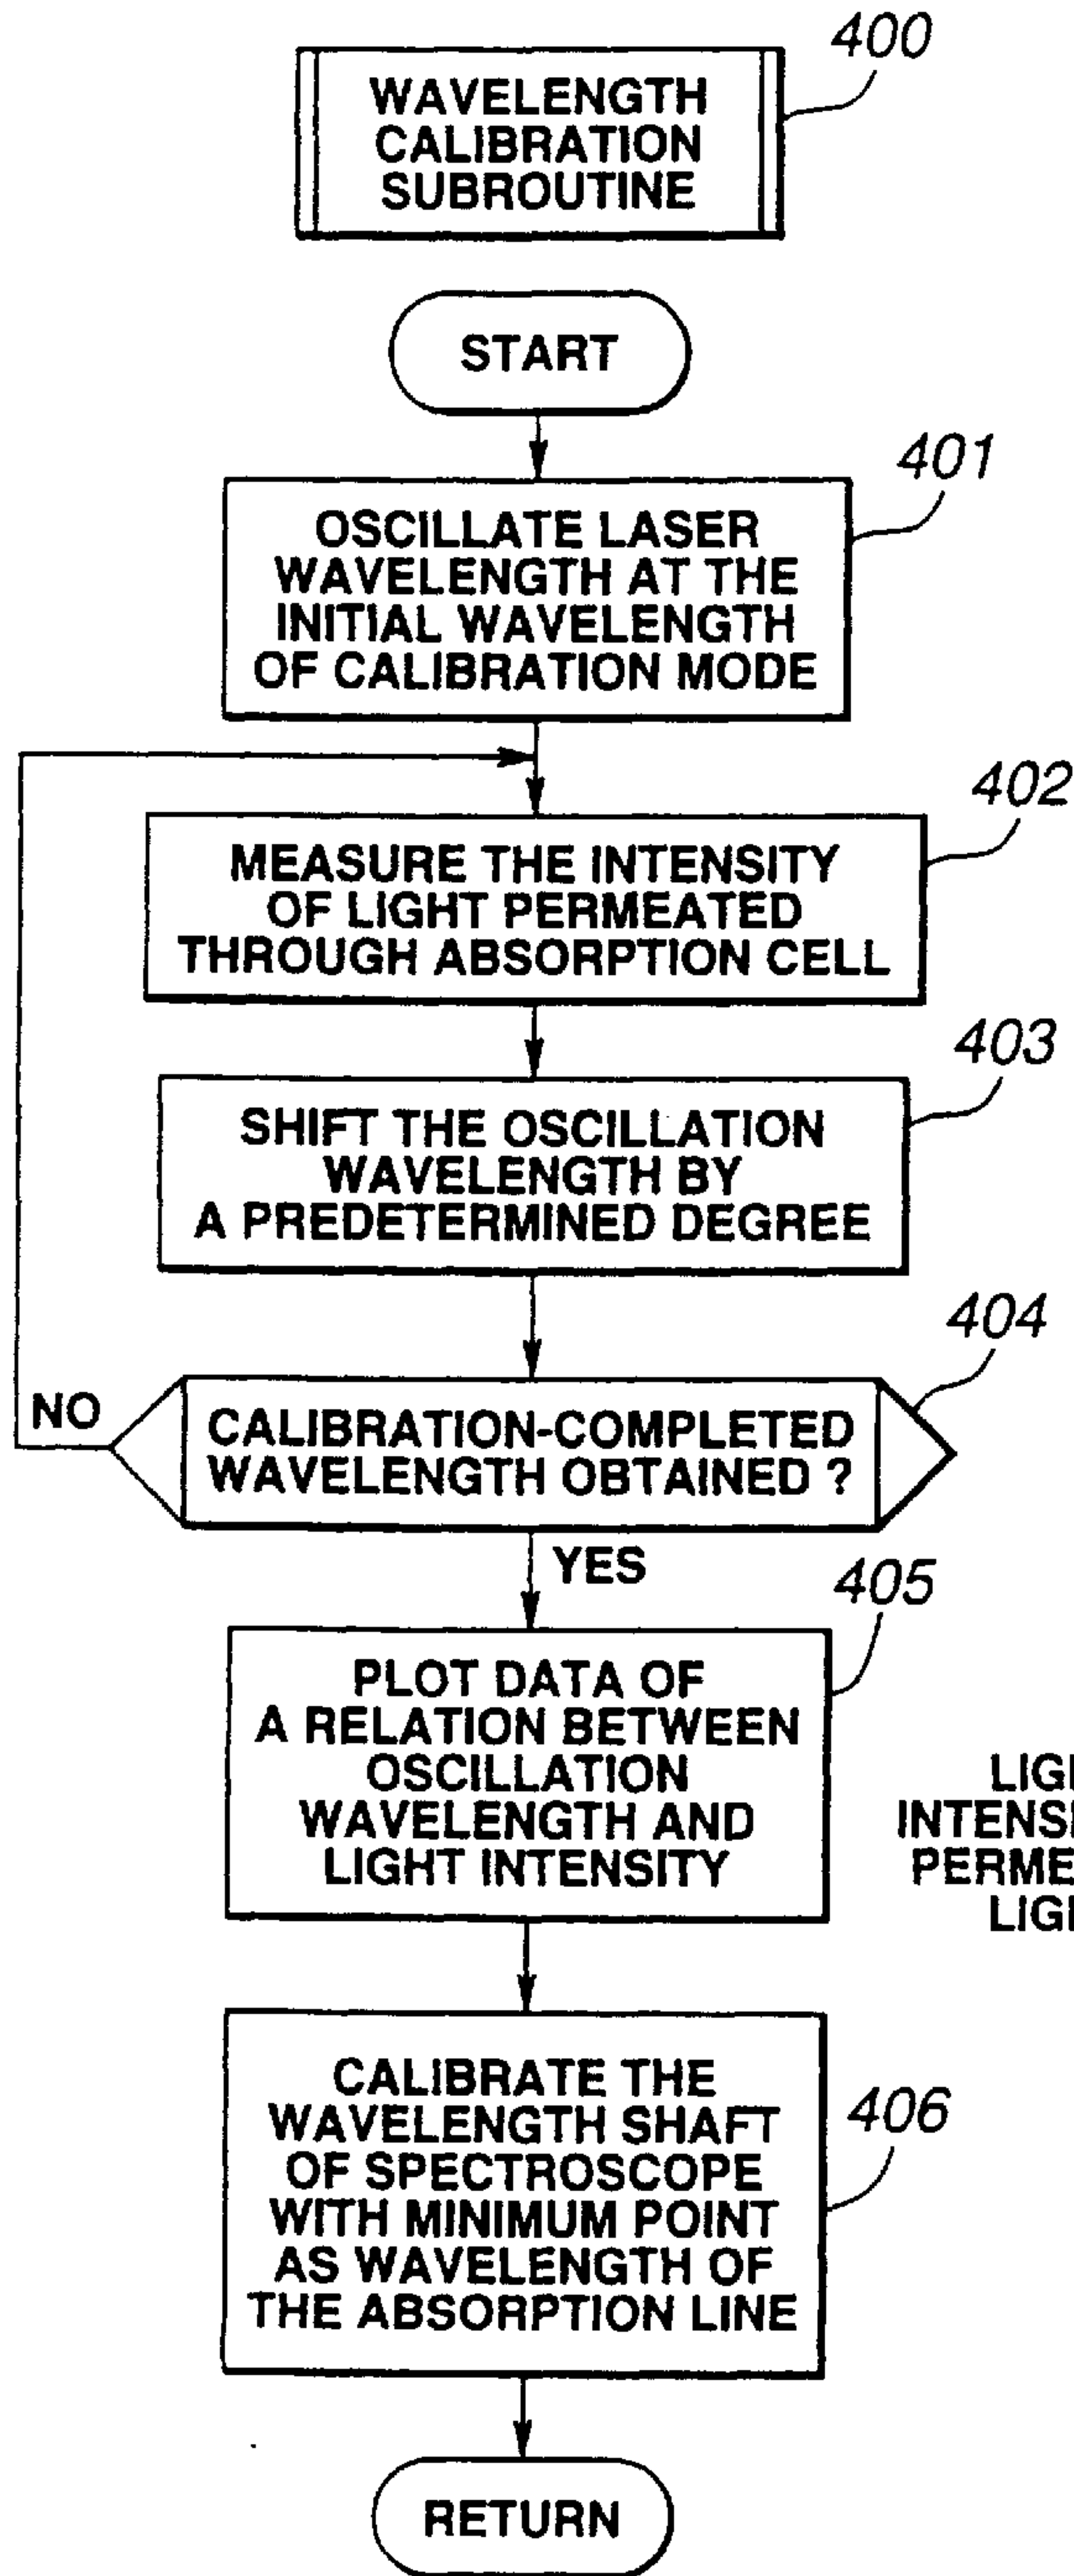 400
WAVELENGTH
CALIBRATION
SUBROUTINE
START
401
OSCILLATE LASER
WAVELENGTH AT THE
INITIAL WAVELENGTH
OF CALIBRATION MODE
402
MEASURE THE INTENSITY
OF LIGHT PERMEATED
THROUGH ABSORPTION CELL
403
SHIFT THE OSCILLATION
WAVELENGTH BY
A PREDETERMINED DEGREE
404
NO
CALIBRATION-COMPLETED
WAVELENGTH OBTAINED ?
YES
405
PLOT DATA OF
A RELATION BETWEEN
OSCILLATION
WAVELENGTH AND
LIGHT INTENSITY
406
CALIBRATE THE
WAVELENGTH SHAFT
OF SPECTROSCOPE
WITH MINIMUM POINT
AS WAVELENGTH OF
THE ABSORPTION LINE
RETURN